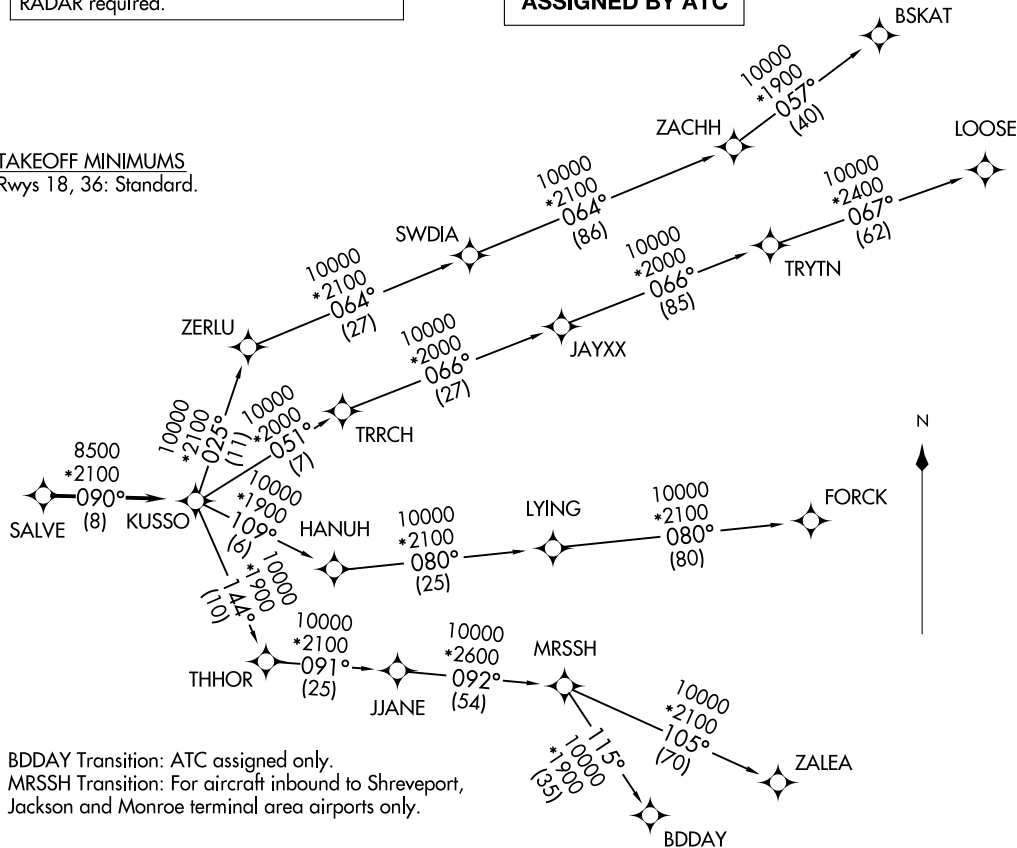 RADAR required.
ASSIGNED BY ATC
BSKAT
10000
*1900
057°
(40)
ZACHH
LOOSE
TAKEOFF MINIMUMS
Rwys 18, 36: Standard.
10000
*2100
064°
(86)
10000
*2400
067°
(62)
SWDIA
TRYTN
10000
*2100
064°
(27)
10000
*2000
066°
(85)
ZERLU
JAYXX
10000
*2000
066°
(27)
10000
*2100
025°
(11)
10000
*2000
051°
(7)
TRRCH
N
8500
*2100
090°
(8)
SALVE
KUSSO
10000
*1900
109°
(6)
HANUH
10000
*2100
080°
(25)
LYING
10000
*2100
080°
(80)
FORCK
10000
*1900
144°
(10)
THHOR
10000
*2100
091°
(25)
JJANE
10000
*2600
092°
(54)
MRSSH
10000
*2100
105°
(70)
ZALEA
115°
10000
*1900
(35)
BDDAY
BDDAY Transition: ATC assigned only.
MRSSH Transition: For aircraft inbound to Shreveport,
Jackson and Monroe terminal area airports only.